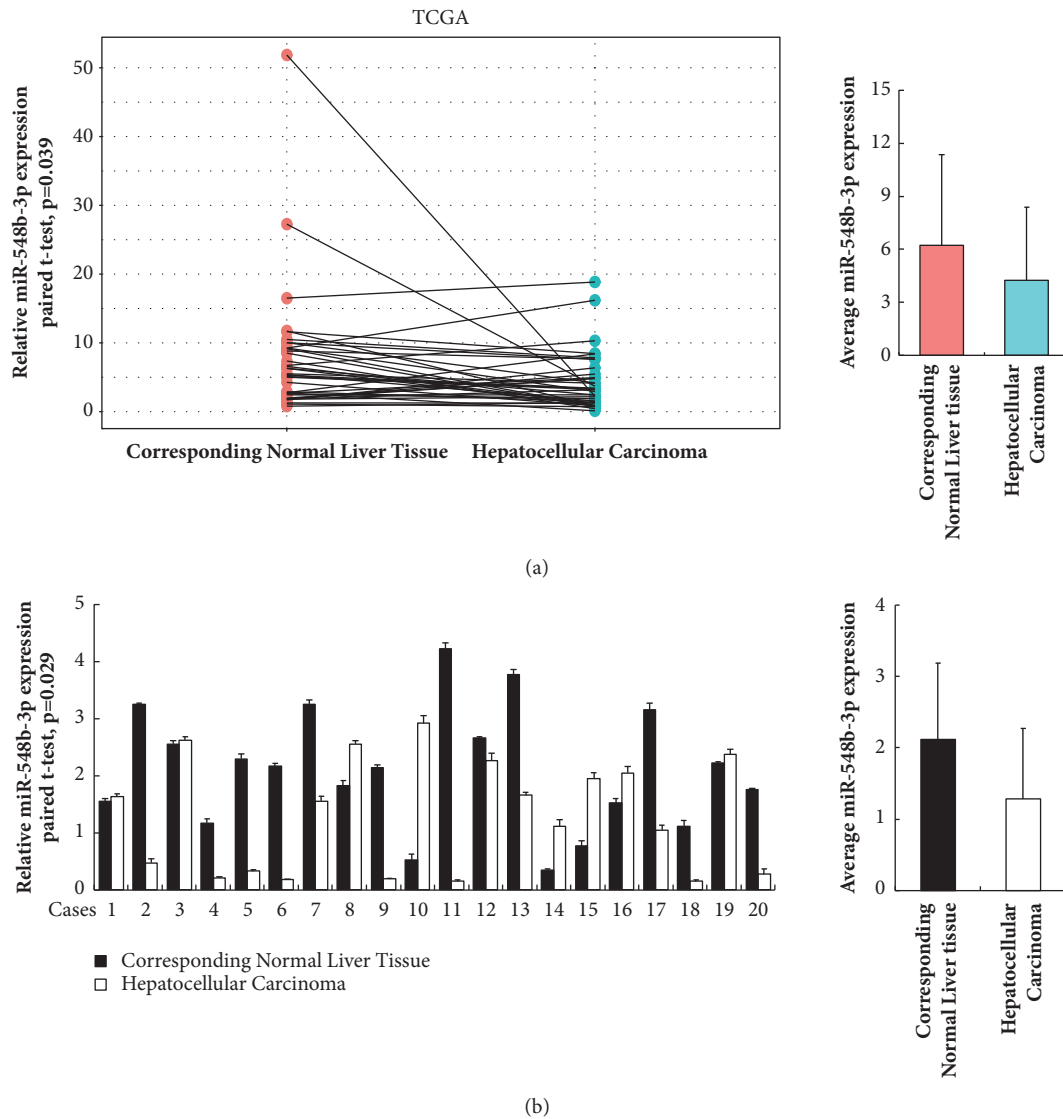 TCGA
Relative miR-548b-3p expression
paired t-test, p=0.039
50
40
30
20
10
0
Corresponding Normal Liver Tissue
Hepatocellular Carcinoma
Average miR-548b-3p expression
15
12
9
6
3
0
Corresponding
Normal Liver tissue
Hepatocellular
Carcinoma
(a)
Relative miR-548b-3p expression
paired t-test, p=0.029
5
4
3
2
1
0
Cases 1 2 3 4 5 6 7 8 9 10 11 12 13 14 15 16 17 18 19 20
Corresponding Normal Liver Tissue
Hepatocellular Carcinoma
Average miR-548b-3p expression
4
3
2
1
0
Corresponding
Normal Liver tissue
Hepatocellular
Carcinoma
(b)